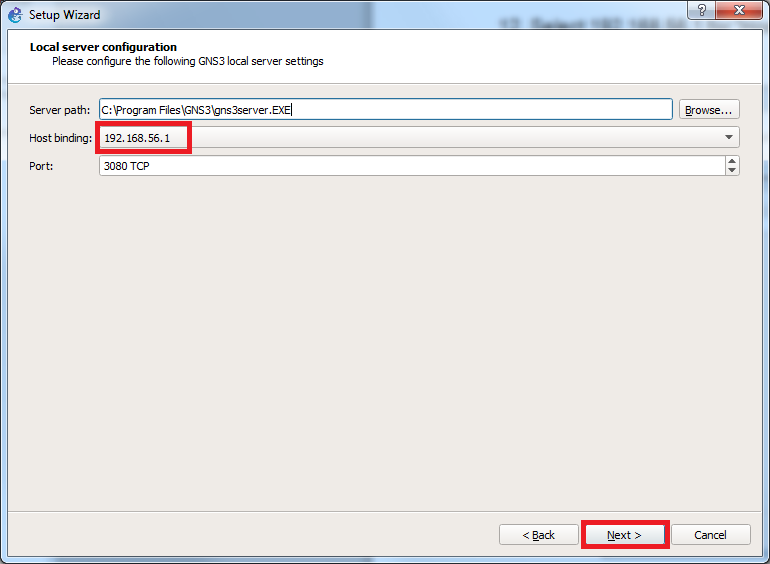 Setup Wizard
Local server configuration
Please configure the following GNS3 local server settings
Server path: C:\Program Files\GNS3\gns3server.EXE Browse...
Host binding: 192.168.56.1
Port: 3080 TCP
< Back Next > Cancel